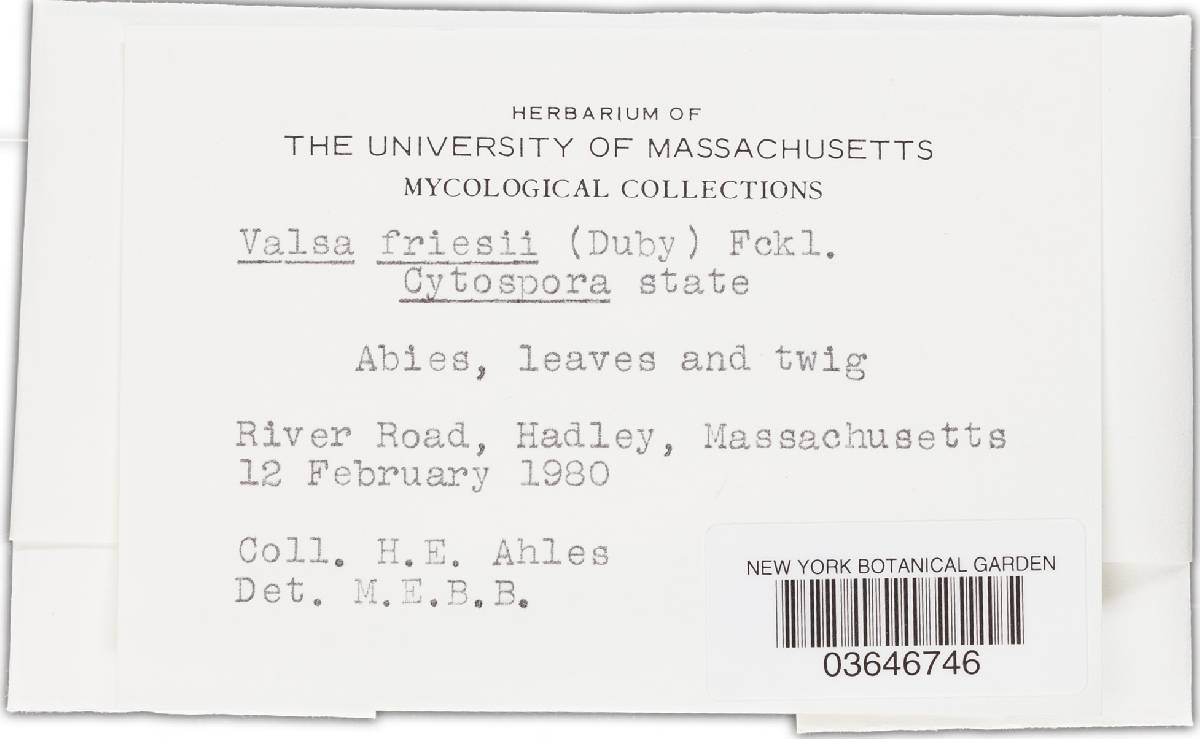 HERBARIUM OF
THE UNIVERSITY OF MASSACHUSETTS
MYCOLOGICAL COLLECTIONS
Valsa friesii (Duby) Fckl.
Cytospora state
Abies, leaves and twig
River Road, Hadley, Massachusetts
12 February 1980
Coll. H.E. Ahles
Det. M.E.B.B.
NEW YORK BOTANICAL GARDEN
03646746